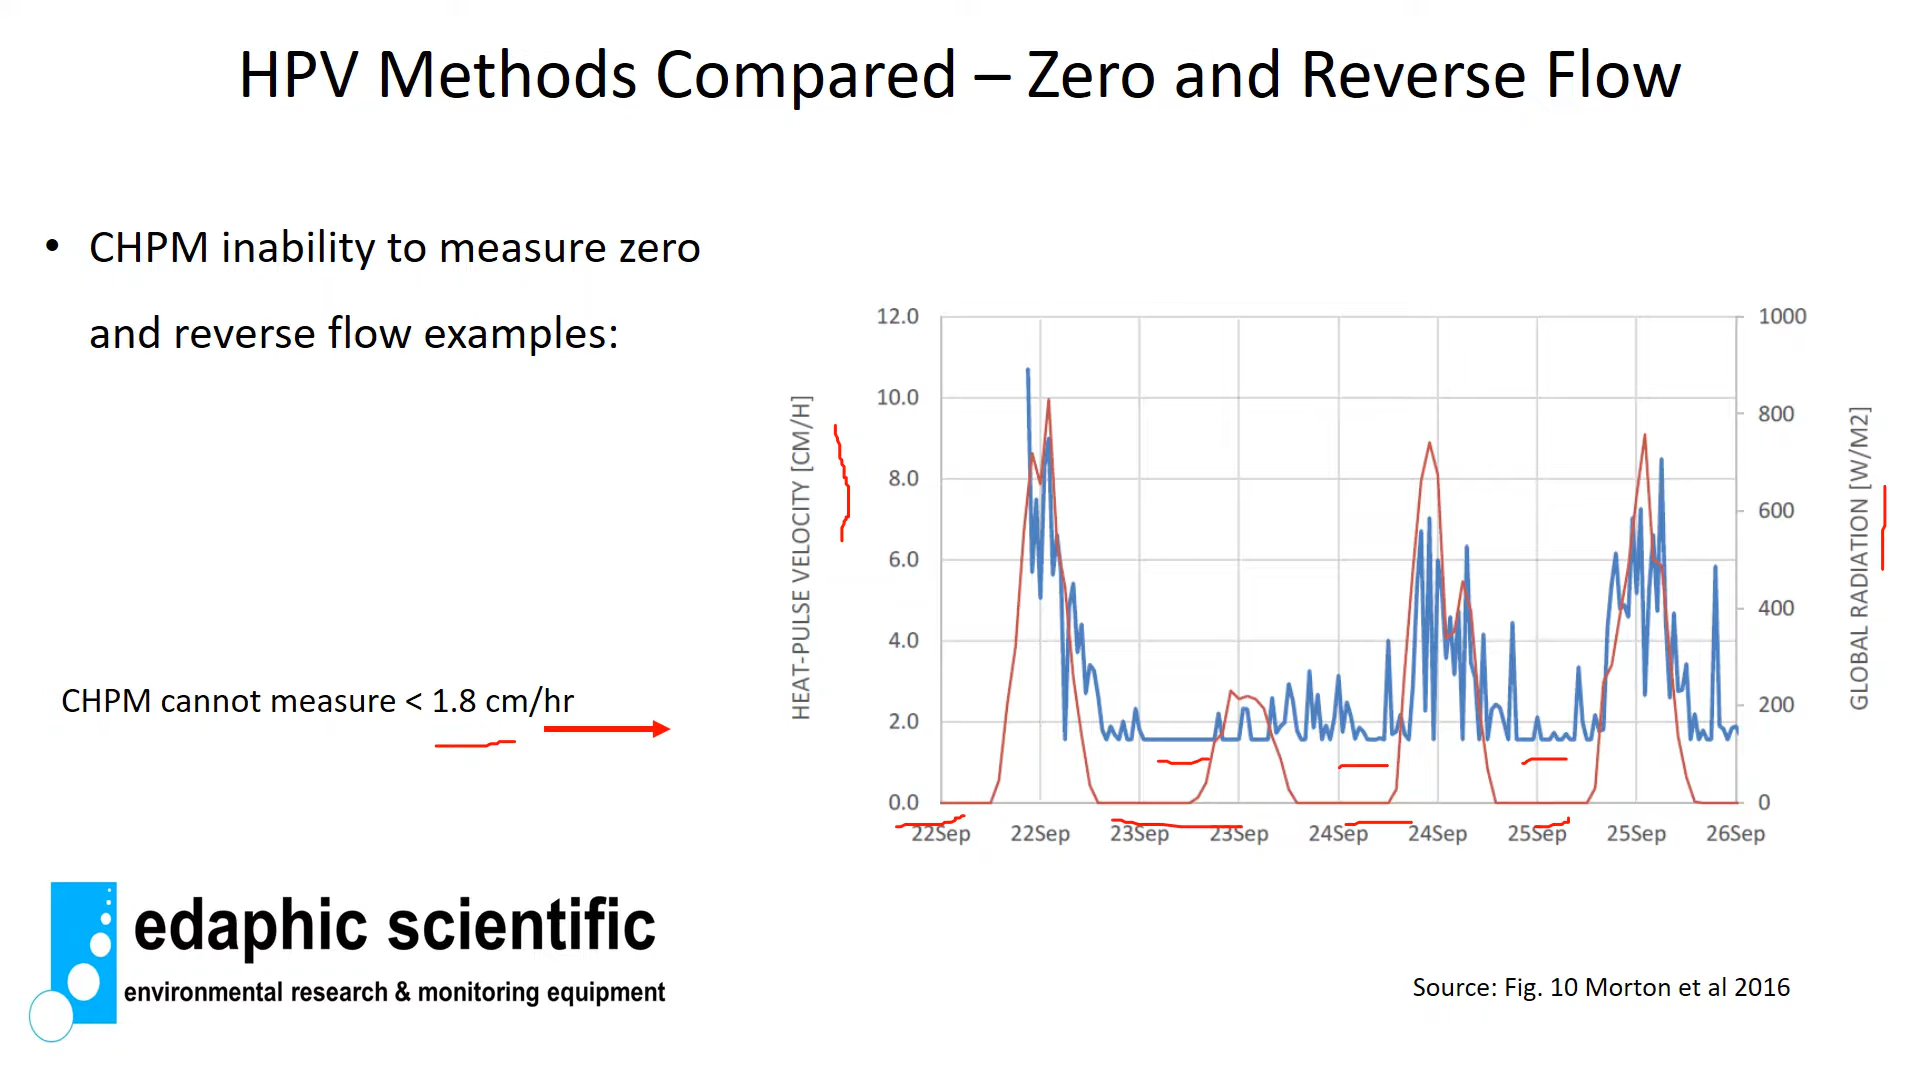 HPV Methods Compared – Zero and Reverse Flow
• CHPM inability to measure zero
and reverse flow examples:
CHPM cannot measure < 1.8 cm/hr
HEAT-PULSE VELOCITY [CM/H]
12.0
10.0
8.0
6.0
4.0
2.0
0.0
1000
800
600
400
200
0
GLOBAL RADIATION [W/M2]
22Sep 22Sep 23Sep 23Sep 24Sep 24Sep 25Sep 25Sep 26Sep
edaphic scientific
environmental research & monitoring equipment
Source: Fig. 10 Morton et al 2016